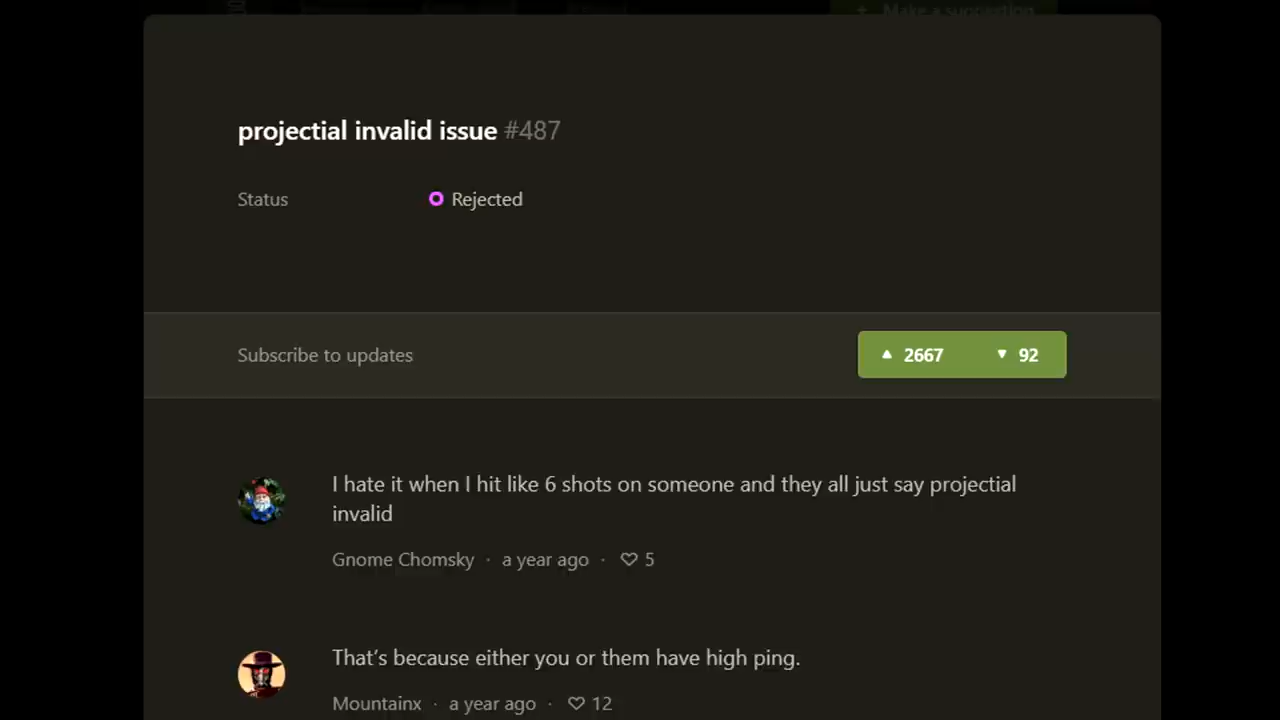 Make a suggestion
projectial invalid issue #487
Status Rejected
Subscribe to updates 2667 92
I hate it when I hit like 6 shots on someone and they all just say projectial
invalid
Gnome Chomsky · a year ago · 5
That's because either you or them have high ping.
Mountainx · a year ago · 12